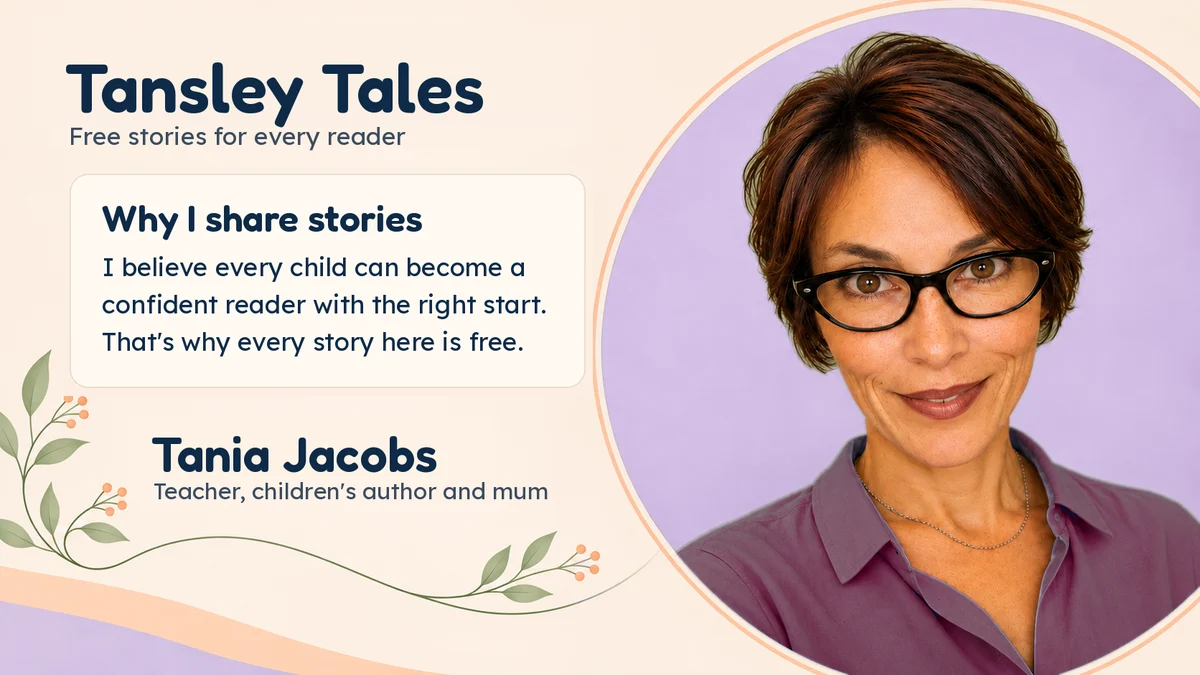 Tansley Tales
Free stories for every reader
Why I share stories
I believe every child can become a
confident reader with the right start.
That's why every story here is free.
Tania Jacobs
Teacher, children's author and mum